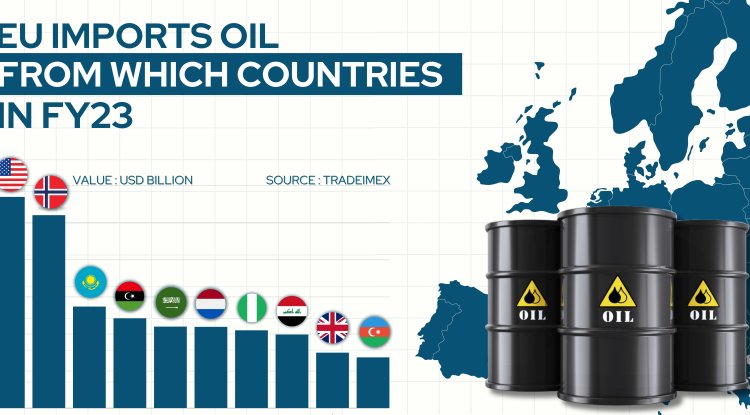 EU IMPORTS OIL
FROM WHICH COUNTRIES
IN FY23
VALUE : USD BILLION
SOURCE : TRADEIMEX
OIL
OIL
OIL